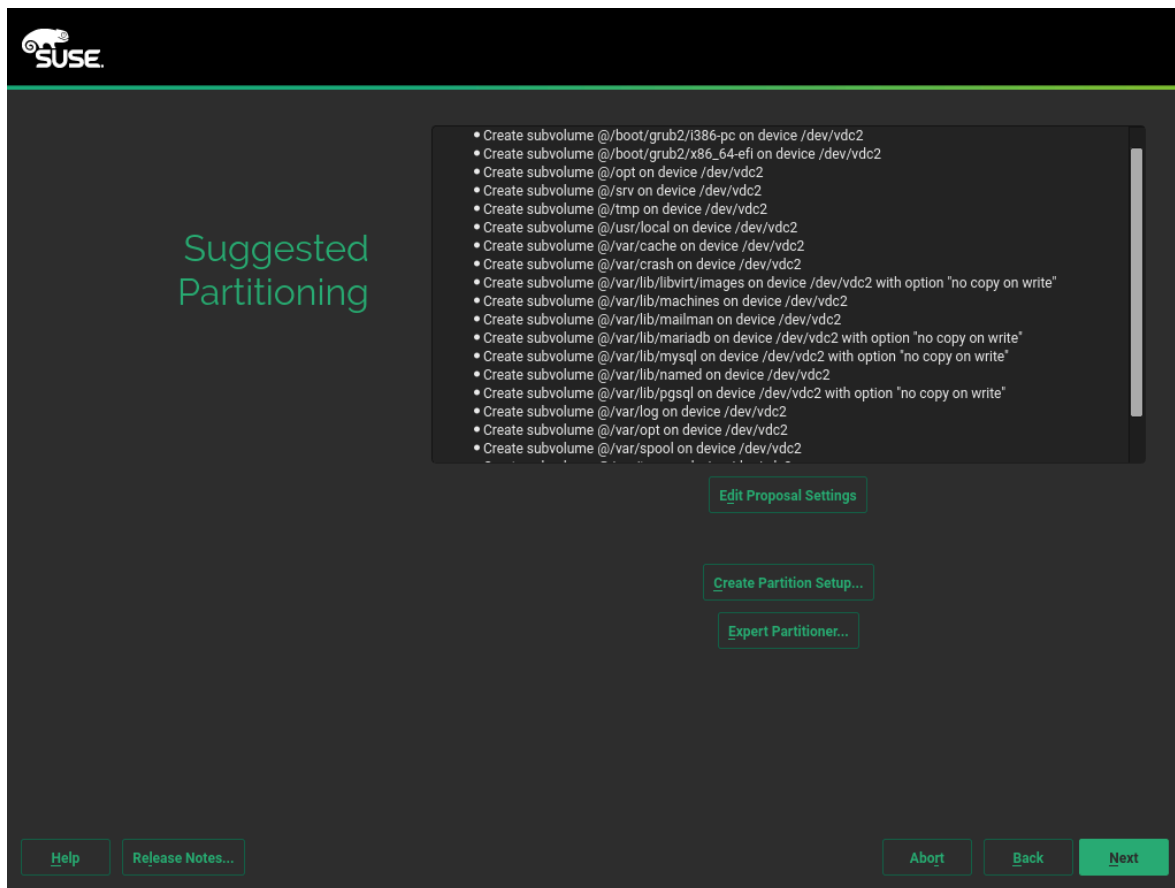 SUSE.
Suggested
Partitioning
• Create subvolume @/boot/grub2/i386-pc on device /dev/vdc2
• Create subvolume @/boot/grub2/x86_64-efi on device /dev/vdc2
• Create subvolume @/opt on device /dev/vdc2
• Create subvolume @/srv on device /dev/vdc2
• Create subvolume @/tmp on device /dev/vdc2
• Create subvolume @/usr/local on device /dev/vdc2
• Create subvolume @/var/cache on device /dev/vdc2
• Create subvolume @/var/crash on device /dev/vdc2
• Create subvolume @/var/lib/libvirt/images on device /dev/vdc2 with option "no copy on write"
• Create subvolume @/var/lib/machines on device /dev/vdc2
• Create subvolume @/var/lib/mailman on device /dev/vdc2
• Create subvolume @/var/lib/mariadb on device /dev/vdc2 with option "no copy on write"
• Create subvolume @/var/lib/mysql on device /dev/vdc2 with option "no copy on write"
• Create subvolume @/var/lib/named on device /dev/vdc2
• Create subvolume @/var/lib/pgsql on device /dev/vdc2 with option "no copy on write"
• Create subvolume @/var/log on device /dev/vdc2
• Create subvolume @/var/opt on device /dev/vdc2
• Create subvolume @/var/spool on device /dev/vdc2
Edit Proposal Settings
Create Partition Setup...
Expert Partitioner...
Help
Release Notes...
Abort
Back
Next